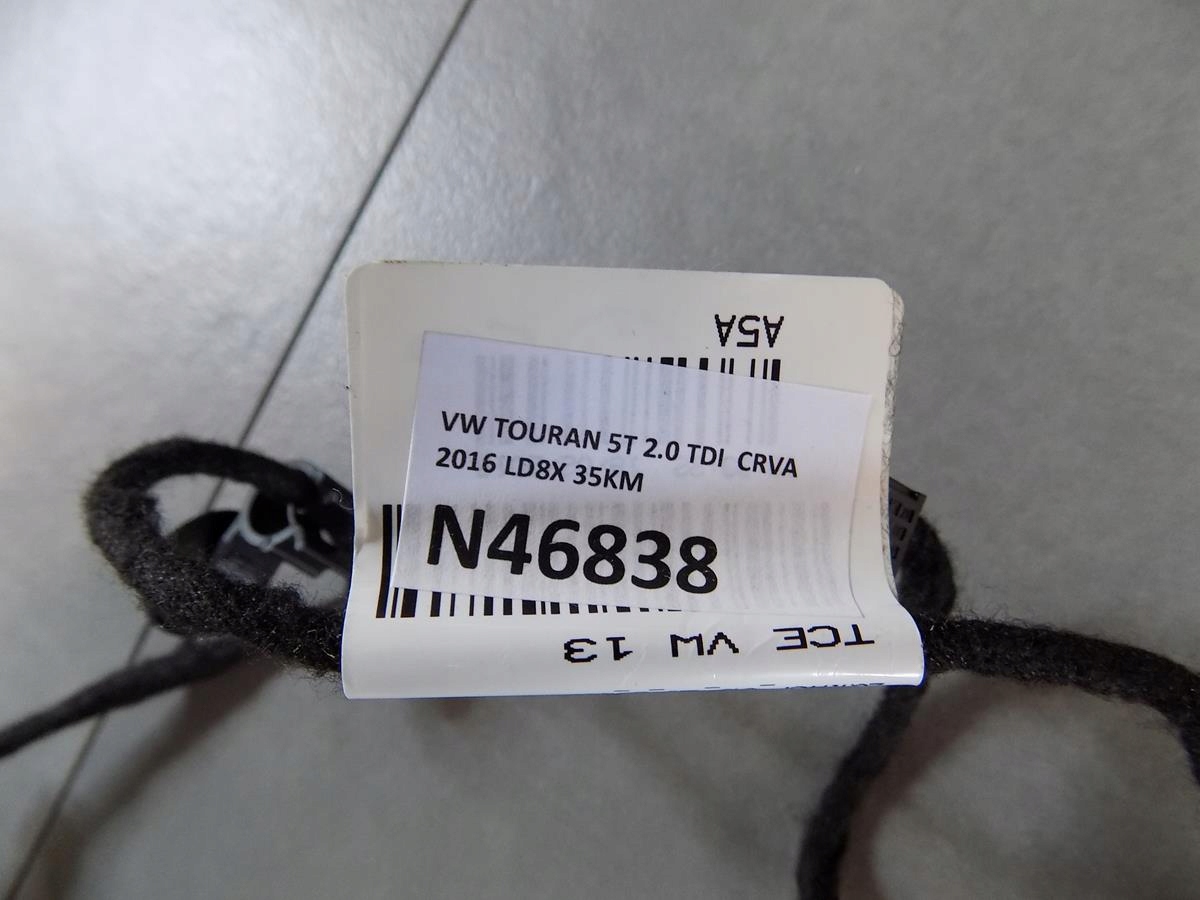 A5A
VW TOURAN 5T 2.0 TDI CRVA
2016 LD8X 35KM
N46838
TCE VW 13